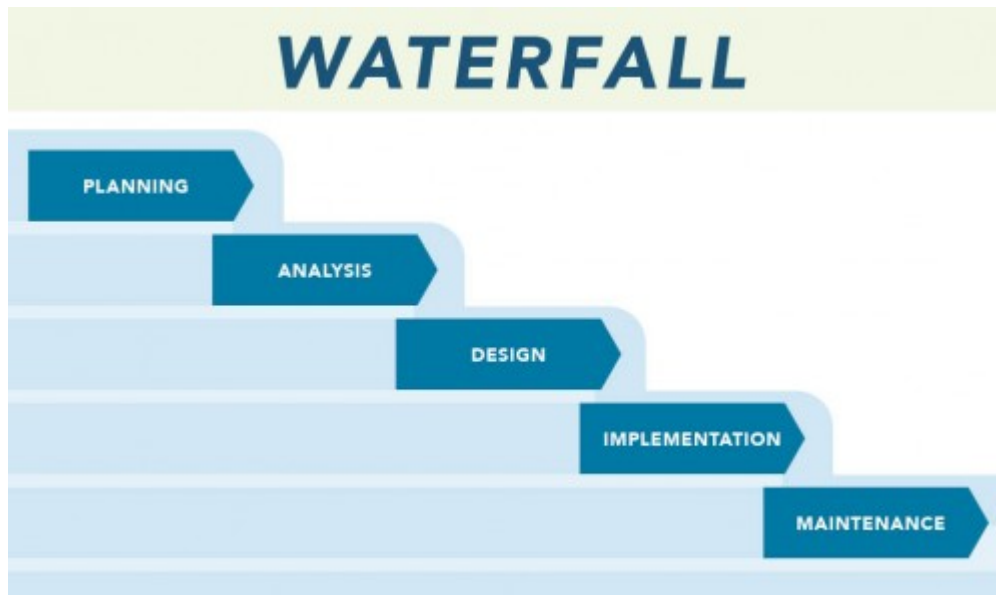 WATERFALL
PLANNING
ANALYSIS
DESIGN
IMPLEMENTATION
MAINTENANCE